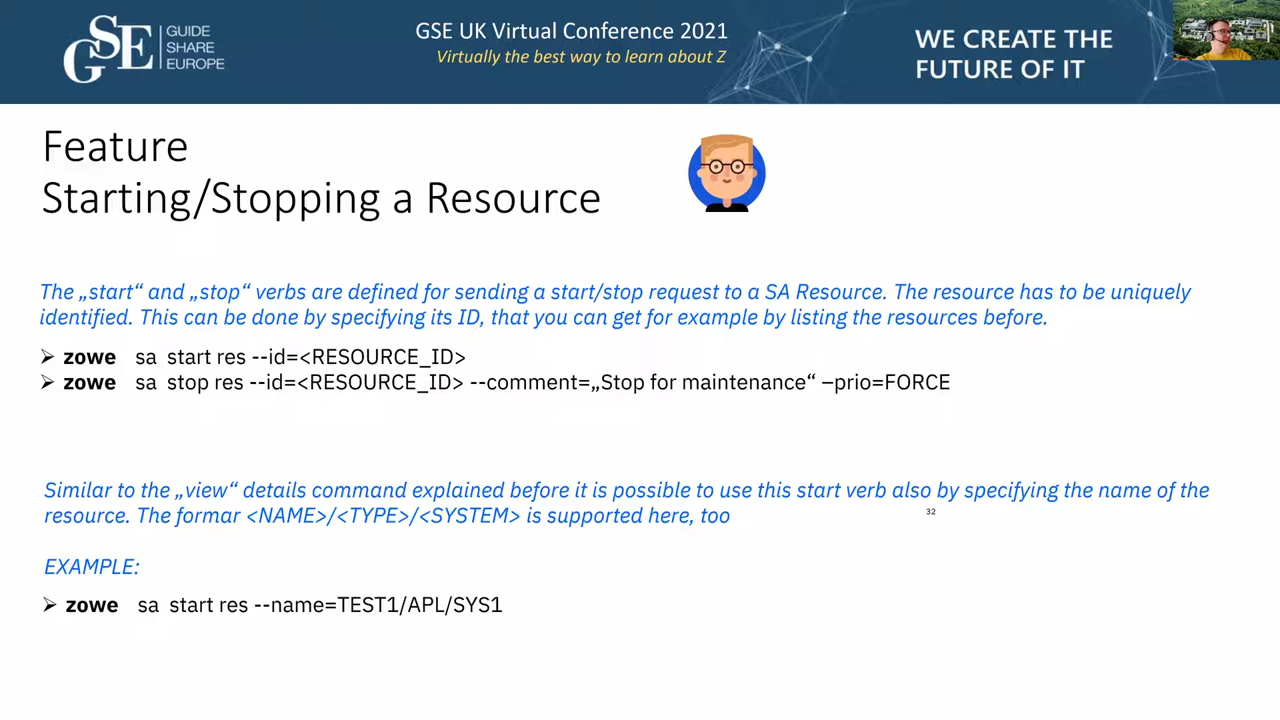 GSE
GUIDE
SHARE
EUROPE
GSE UK Virtual Conference 2021
Virtually the best way to learn about Z
WE CREATE THE
FUTURE OF IT
Feature
Starting/Stopping a Resource
The „start“ and „stop“ verbs are defined for sending a start/stop request to a SA Resource. The resource has to be uniquely
identified. This can be done by specifying its ID, that you can get for example by listing the resources before.
➢ zowe sa start res --id=<RESOURCE_ID>
➢ zowe sa stop res --id=<RESOURCE_ID> --comment=„Stop for maintenance“ –prio=FORCE
Similar to the „view“ details command explained before it is possible to use this start verb also by specifying the name of the
resource. The formar <NAME>/<TYPE>/<SYSTEM> is supported here, too
32
EXAMPLE:
➢ zowe sa start res --name=TEST1/APL/SYS1